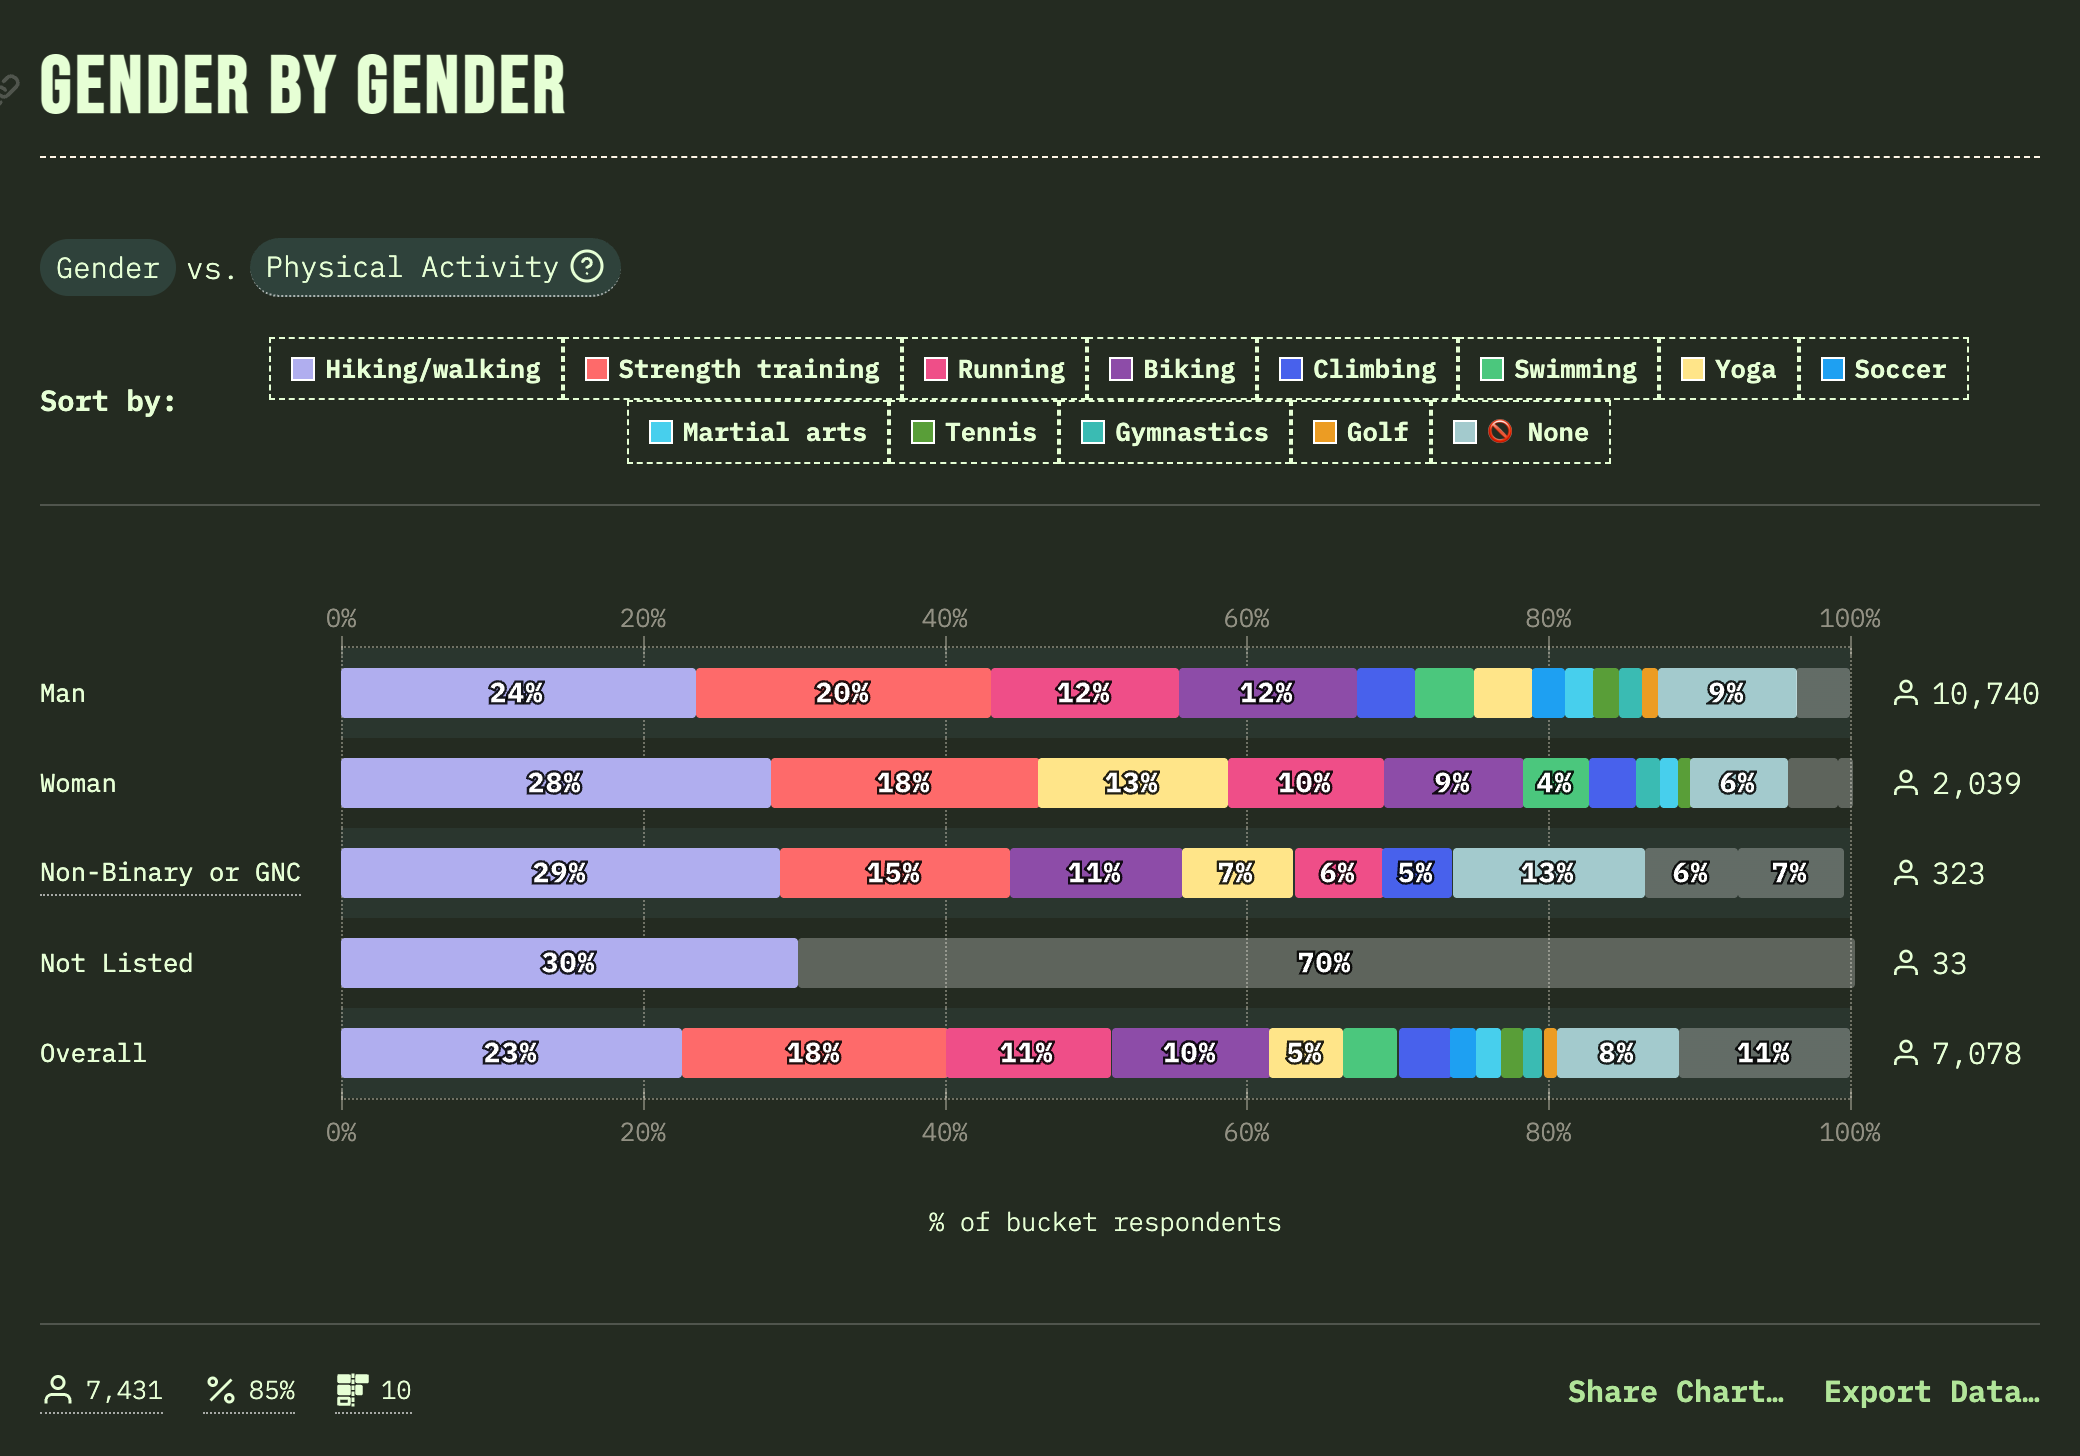 GENDER BY GENDER
Gender vs. Physical Activity ?
Sort by:
Hiking/walking Strength training Running Biking Climbing Swimming Yoga Soccer
Martial arts Tennis Gymnastics Golf 🚫 None
0% 20% 40% 60% 80% 100%
Man 24% 20% 12% 12% 9% 10,740
Woman 28% 18% 13% 10% 9% 4% 6% 2,039
Non-Binary or GNC 29% 15% 11% 7% 6% 5% 13% 6% 7% 323
Not Listed 30% 70% 33
Overall 23% 18% 11% 10% 5% 8% 11% 7,078
0% 20% 40% 60% 80% 100%
% of bucket respondents
7,431 % 85% 10 Share Chart… Export Data…